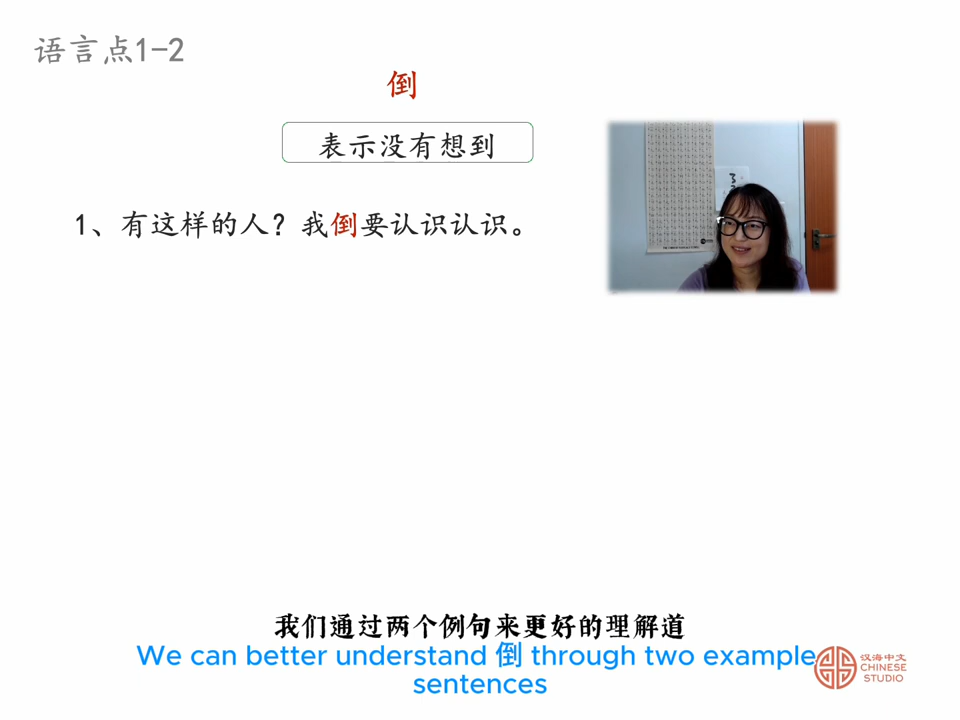 语言点1-2
倒
表示没有想到
1、有这样的人？我倒要认识认识。
我们通过两个例句来更好的理解道
We can better understand 倒 through two example
sentences
汉海中文
CHINESE
STUDIO